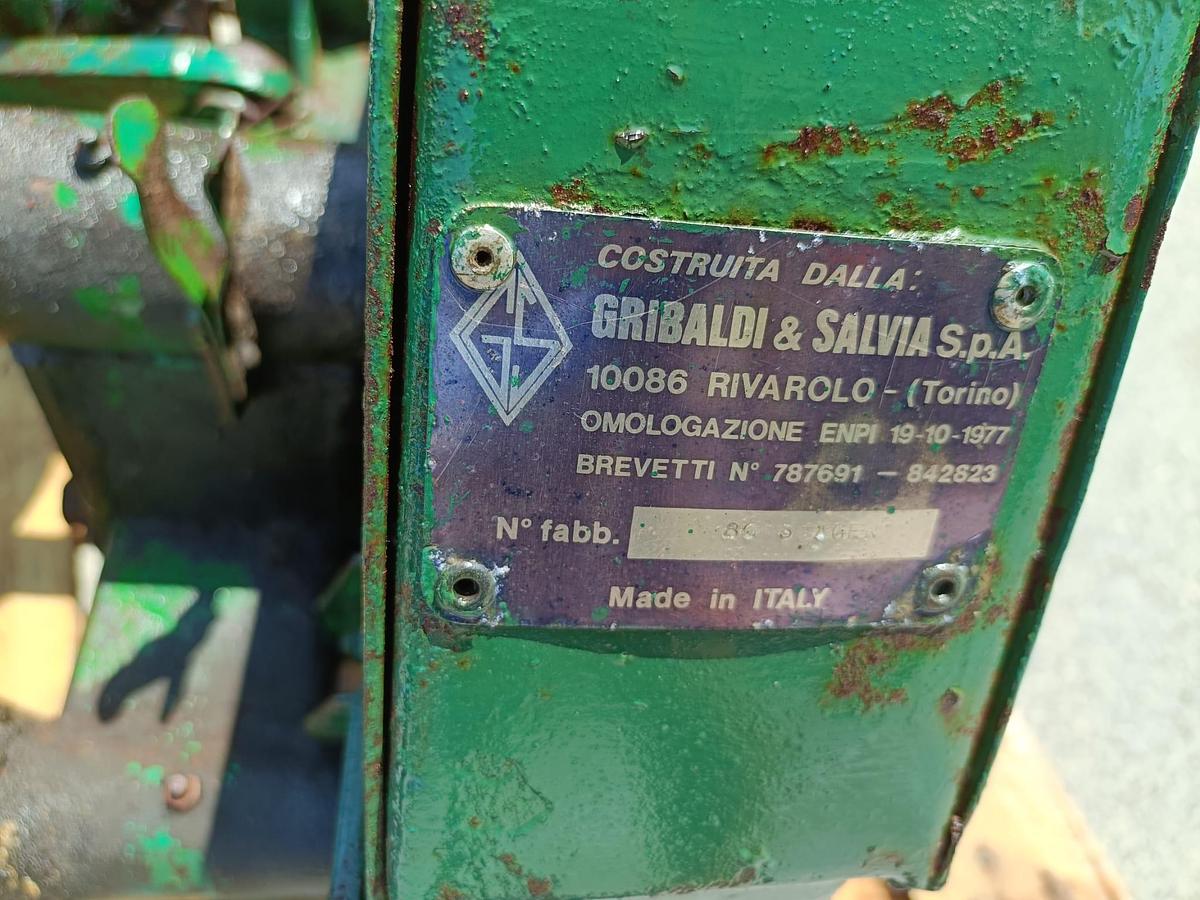 COSTRUITA DALLA:
GRIBALDI & SALVIA S.p.A.
10086 RIVAROLO - (Torino)
OMOLOGAZIONE ENPI 19-10-1977
BREVETTI N° 787691 - 842823
N° fabb.
Made in ITALY